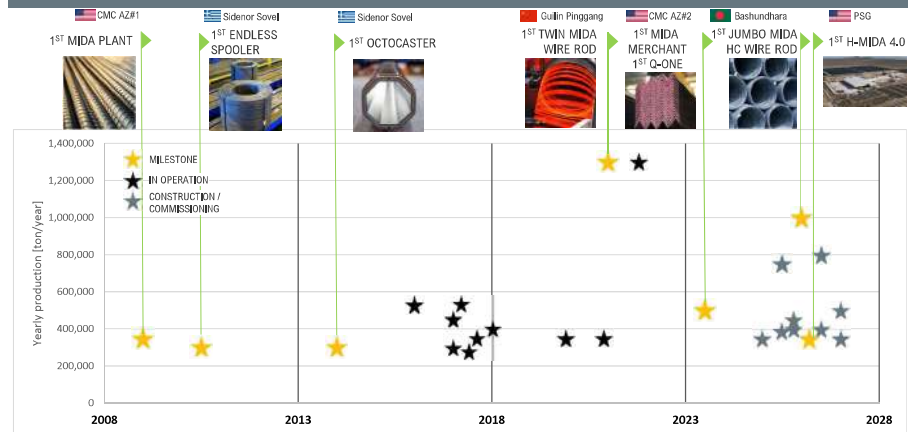 CMC AZ#1
1ST MIDA PLANT
Sidenor Sovel
1ST ENDLESS
SPOOLER
Sidenor Sovel
1ST OCTOCASTER
Guilin Pinggang
1ST TWIN MIDA
WIRE ROD
CMC AZ#2
1ST MIDA
MERCHANT
1ST Q-ONE
Bashundhara
1ST JUMBO MIDA
HC WIRE ROD
PSG
1ST H-MIDA 4.0
Yearly production [ton/year]
1,400,000
1,200,000
1,000,000
800,000
600,000
400,000
200,000
0
MILESTONE
IN OPERATION
CONSTRUCTION /
COMMISSIONING
2008
2013
2018
2023
2028